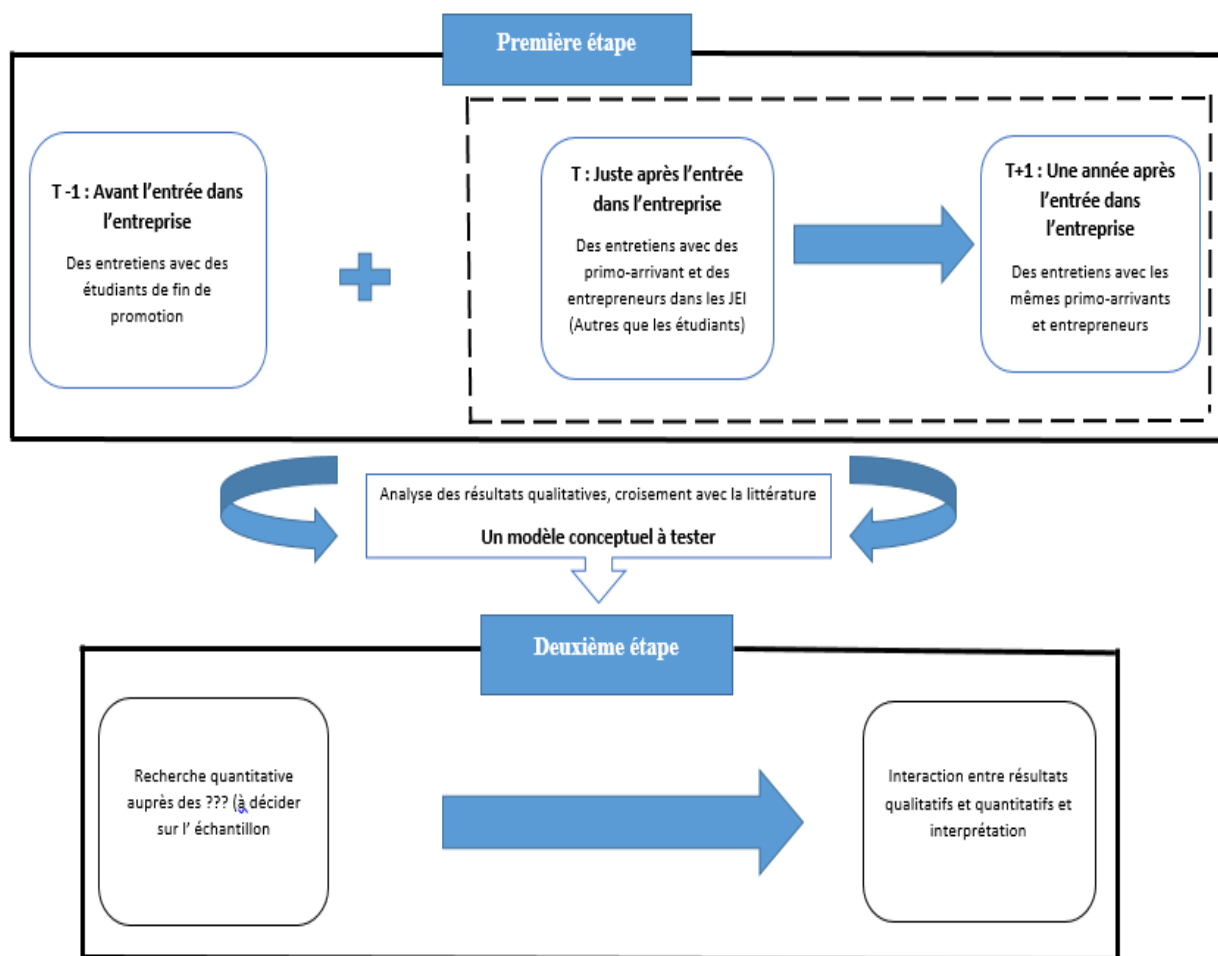 Première étape
T -1 : Avant l’entrée dans
l’entreprise
Des entretiens avec des
étudiants de fin de
promotion
T : Juste après l’entrée
dans l’entreprise
Des entretiens avec des
primo-arrivant et des
entrepreneurs dans les JEI
(Autres que les étudiants)
T+1 : Une année après
l’entrée dans
l’entreprise
Des entretiens avec les
mêmes primo-arrivants
et entrepreneurs
Analyse des résultats qualitatives, croisement avec la littérature
Un modèle conceptuel à tester
Deuxième étape
Recherche quantitative
auprès des ??? (à décider
sur l’ échantillon
Interaction entre résultats
qualitatifs et quantitatifs et
interprétation